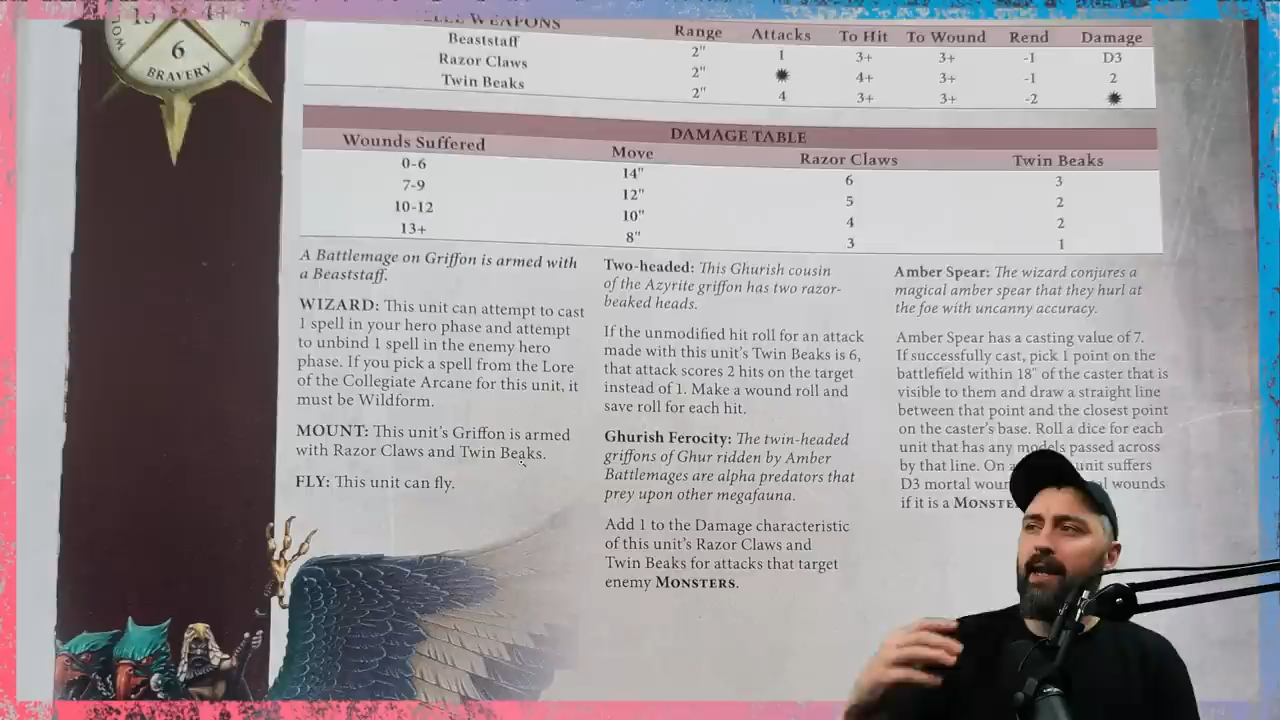 WEAPONS
Range Attacks To Hit To Wound Rend Damage
Beaststaff 2" 1 3+ 3+ -1 D3
Razor Claws 2" ✹ 4+ 3+ -1 2
Twin Beaks 2" 4 3+ 3+ -2 ✹
6
BRAVERY
DAMAGE TABLE
Wounds Suffered Move Razor Claws Twin Beaks
0-6 14" 6 3
7-9 12" 5 2
10-12 10" 4 2
13+ 8" 3 1
A Battlemage on Griffon is armed with
a Beaststaff.
WIZARD: This unit can attempt to cast
1 spell in your hero phase and attempt
to unbind 1 spell in the enemy hero
phase. If you pick a spell from the Lore
of the Collegiate Arcane for this unit, it
must be Wildform.
MOUNT: This unit's Griffon is armed
with Razor Claws and Twin Beaks.
FLY: This unit can fly.
Two-headed: This Ghurish cousin
of the Azyrite griffon has two razor-
beaked heads.
If the unmodified hit roll for an attack
made with this unit's Twin Beaks is 6,
that attack scores 2 hits on the target
instead of 1. Make a wound roll and
save roll for each hit.
Ghurish Ferocity: The twin-headed
griffons of Ghur ridden by Amber
Battlemages are alpha predators that
prey upon other megafauna.
Add 1 to the Damage characteristic
of this unit's Razor Claws and
Twin Beaks for attacks that target
enemy MONSTERS.
Amber Spear: The wizard conjures a
magical amber spear that they hurl at
the foe with uncanny accuracy.
Amber Spear has a casting value of 7.
If successfully cast, pick 1 point on the
battlefield within 18" of the caster that is
visible to them and draw a straight line
between that point and the closest point
on the caster's base. Roll a dice for each
unit that has any models passed across
by that line. On unit suffers
D3 mortal wounds
if it is a